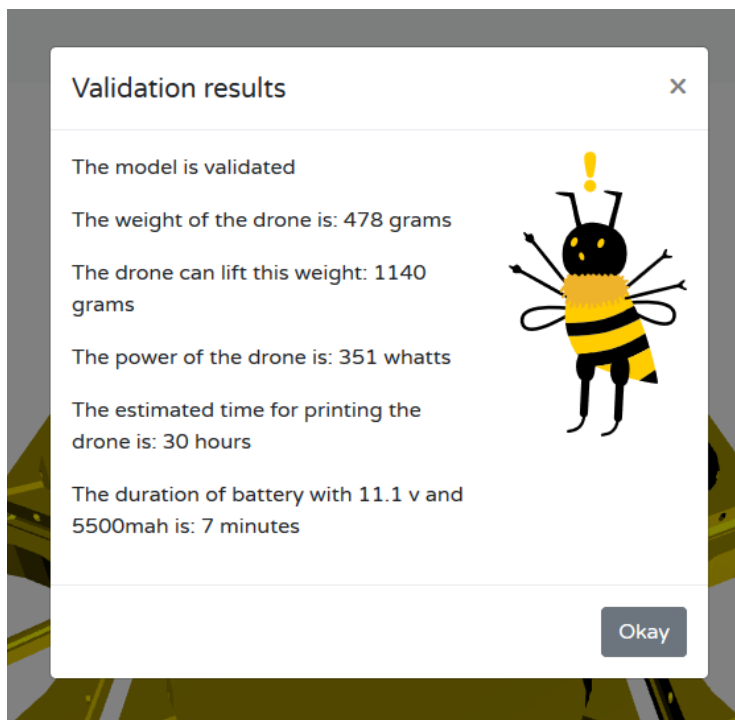 Validation results
×
The model is validated
The weight of the drone is: 478 grams
The drone can lift this weight: 1140
grams
The power of the drone is: 351 whatts
The estimated time for printing the
drone is: 30 hours
The duration of battery with 11.1 v and
5500mah is: 7 minutes
!
Okay